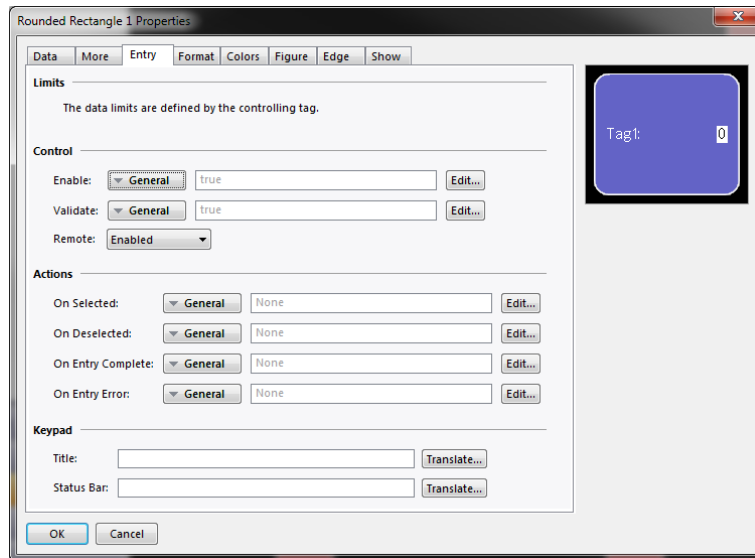 Rounded Rectangle 1 Properties
Data More Entry Format Colors Figure Edge Show
Limits
The data limits are defined by the controlling tag.
Tag1: 0
Control
Enable: General true Edit...
Validate: General true Edit...
Remote: Enabled
Actions
On Selected: General None Edit...
On Deselected: General None Edit...
On Entry Complete: General None Edit...
On Entry Error: General None Edit...
Keypad
Title: Translate...
Status Bar: Translate...
OK Cancel